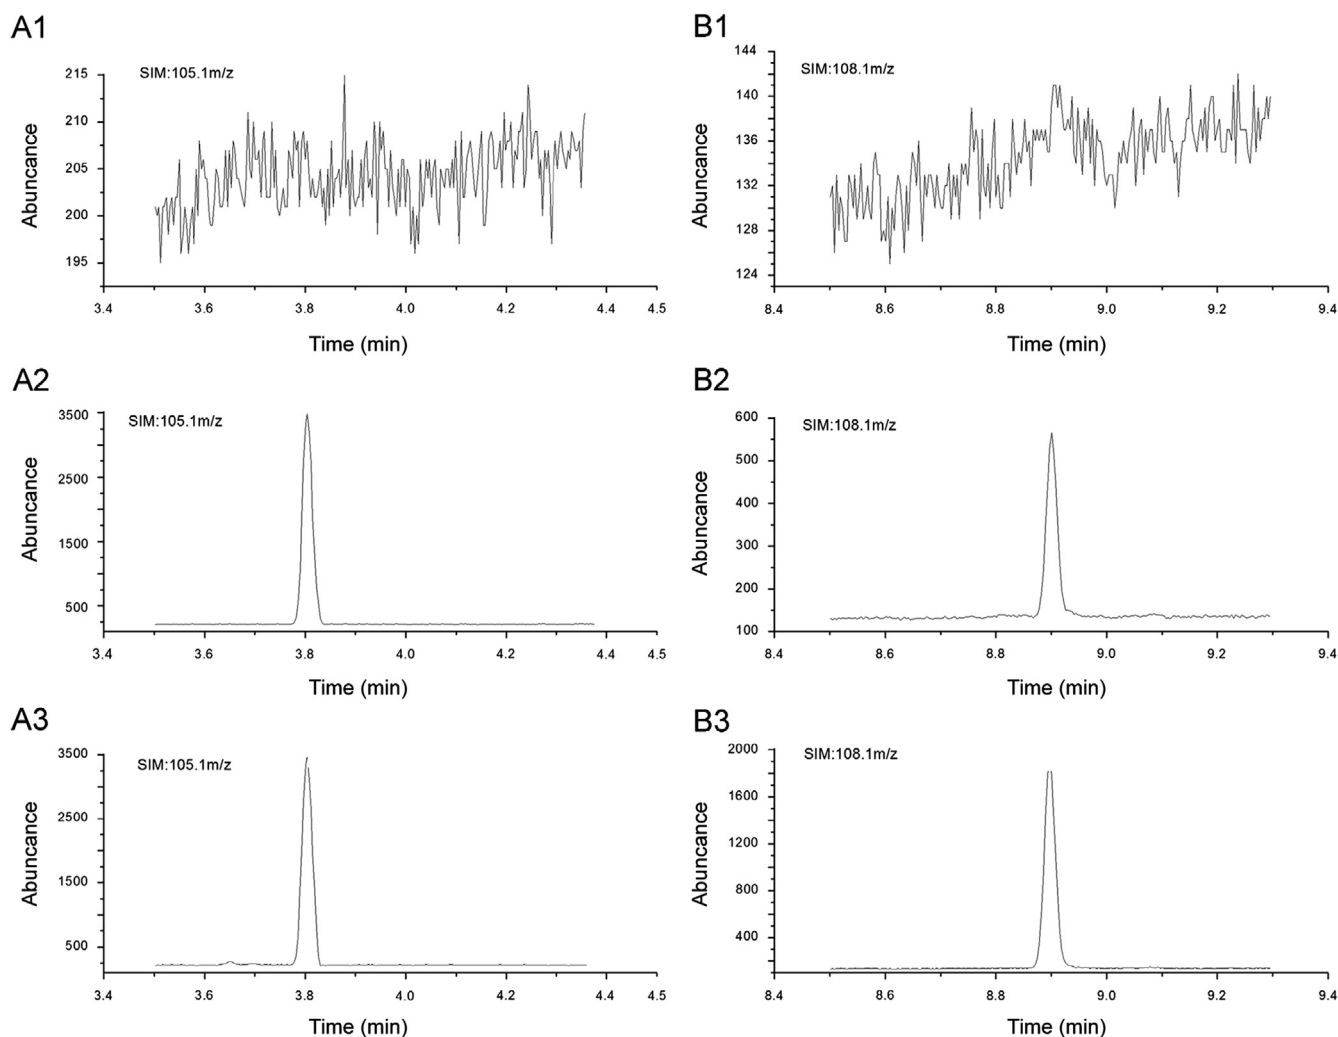 A1
SIM:105.1m/z
Abuncance
215
210
205
200
195
3.4
3.6
3.8
4.0
4.2
4.4
4.5
Time (min)
B1
SIM:108.1m/z
Abuncance
144
140
136
132
128
124
8.4
8.6
8.8
9.0
9.2
9.4
Time (min)
A2
SIM:105.1m/z
Abuncance
3500
2500
1500
500
3.4
3.6
3.8
4.0
4.2
4.4
4.5
Time (min)
B2
SIM:108.1m/z
Abuncance
600
500
400
300
200
100
8.4
8.6
8.8
9.0
9.2
9.4
Time (min)
A3
SIM:105.1m/z
Abuncance
3500
2500
1500
500
3.4
3.6
3.8
4.0
4.2
4.4
4.5
Time (min)
B3
SIM:108.1m/z
Abuncance
2000
1600
1200
800
400
8.4
8.6
8.8
9.0
9.2
9.4
Time (min)